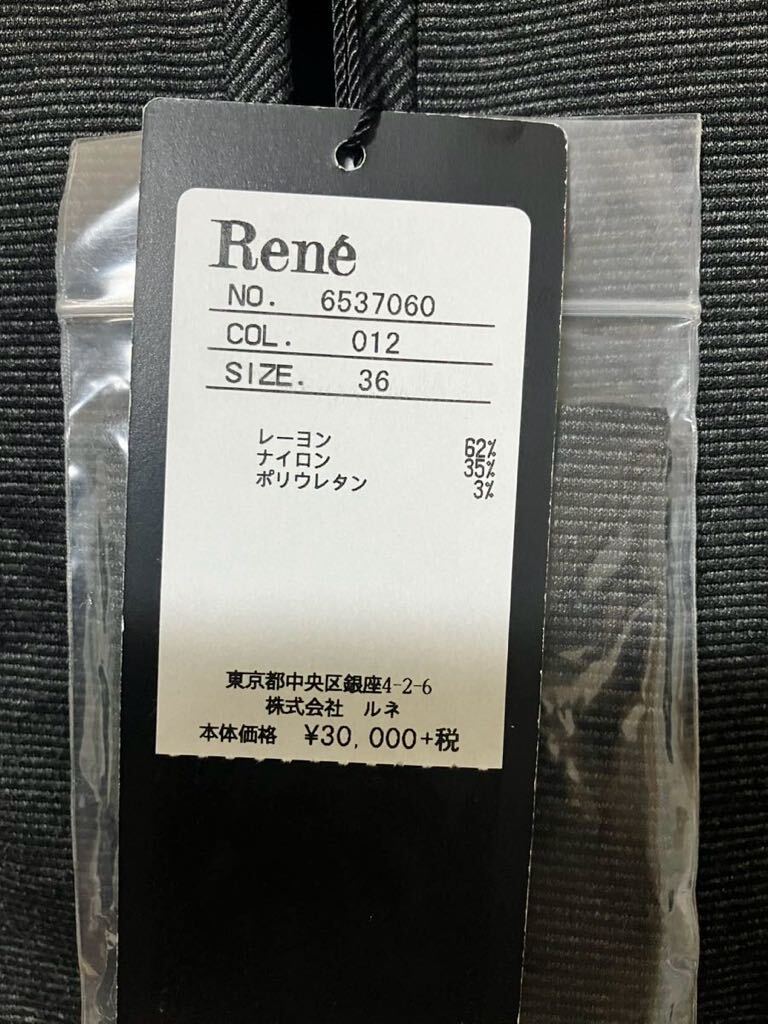 René
NO. 6537060
COL. 012
SIZE. 36
レーヨン 62%
ナイロン 35%
ポリウレタン 3%
東京都中央区銀座4-2-6
株式会社 ルネ
本体価格 ¥30,000+税